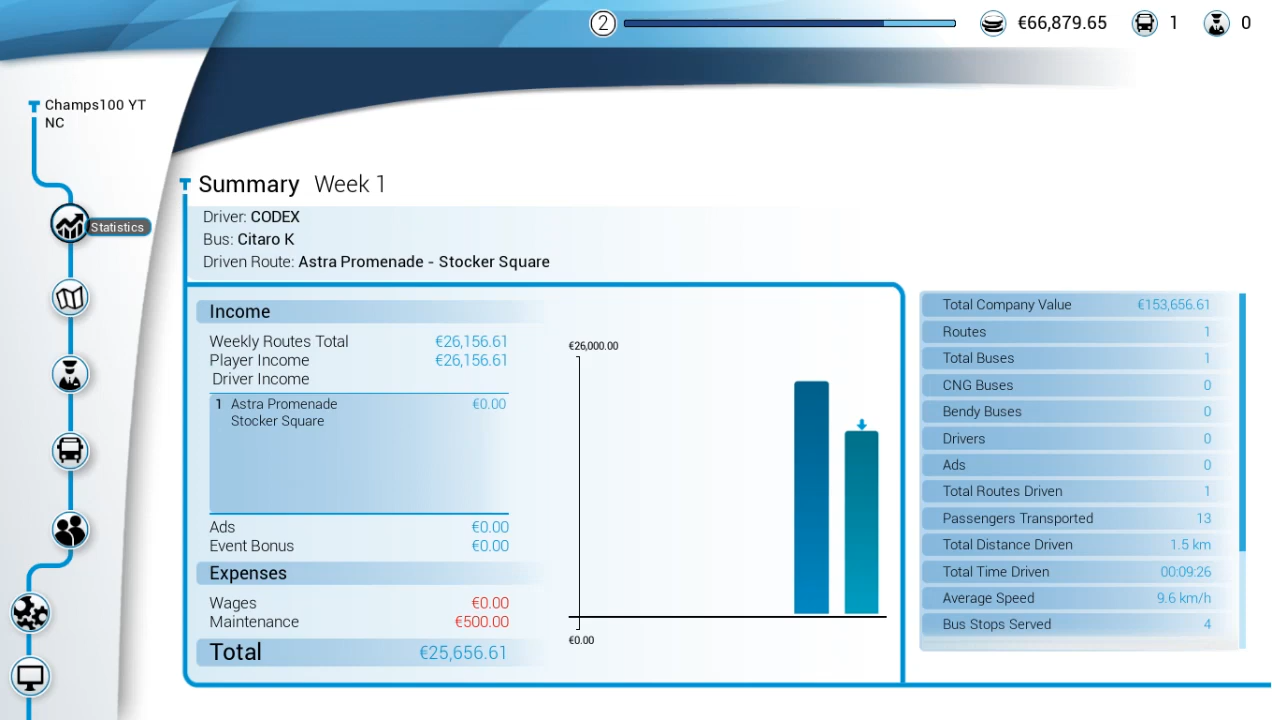 2
€66,879.65
1
0
Champs100 YT
NC
Statistics
Summary Week 1
Driver: CODEX
Bus: Citaro K
Driven Route: Astra Promenade - Stocker Square
Income
Weekly Routes Total €26,156.61
Player Income €26,156.61
Driver Income
1 Astra Promenade €0.00
Stocker Square
Ads €0.00
Event Bonus €0.00
Expenses
Wages €0.00
Maintenance €500.00
Total €25,656.61
€26,000.00
€0.00
Total Company Value €153,656.61
Routes 1
Total Buses 1
CNG Buses 0
Bendy Buses 0
Drivers 0
Ads 0
Total Routes Driven 1
Passengers Transported 13
Total Distance Driven 1.5 km
Total Time Driven 00:09:26
Average Speed 9.6 km/h
Bus Stops Served 4